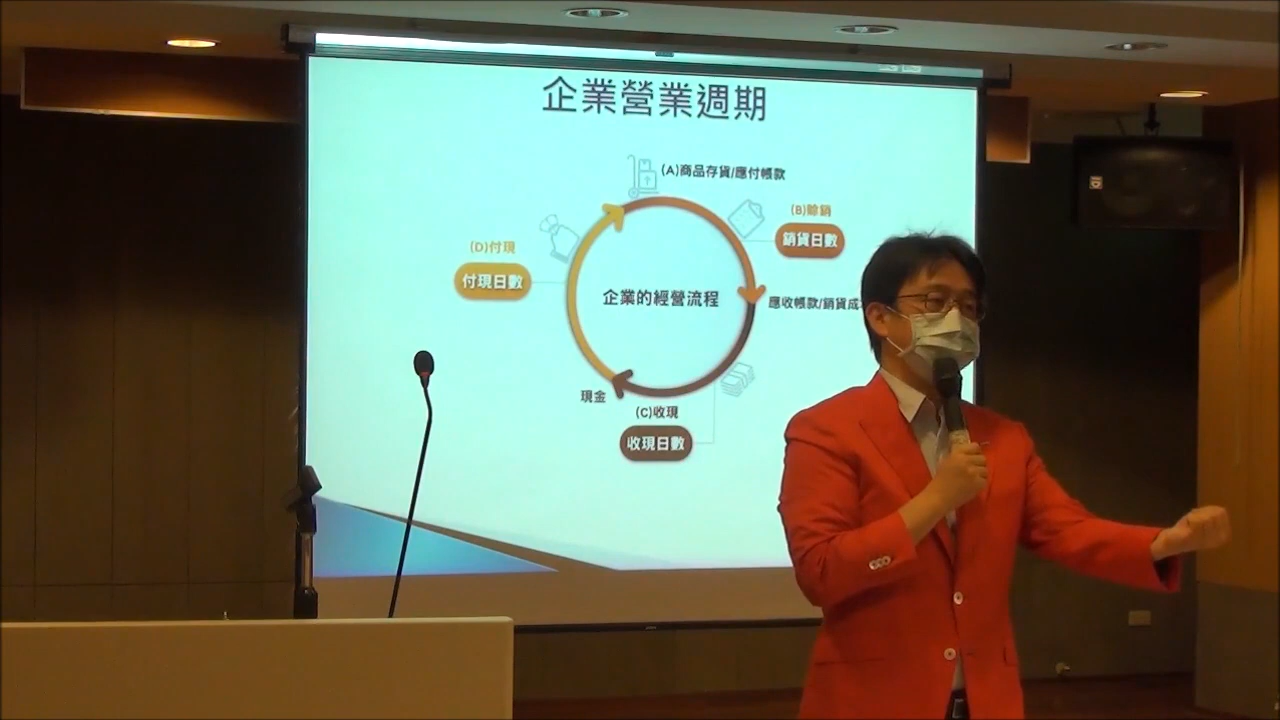 企業營業週期
(A)商品存貨/應付帳款
(B)賒銷
銷貨日數
(D)付現
付現日數
企業的經營流程
應收帳款/銷貨成
現金
(C)收現
收現日數